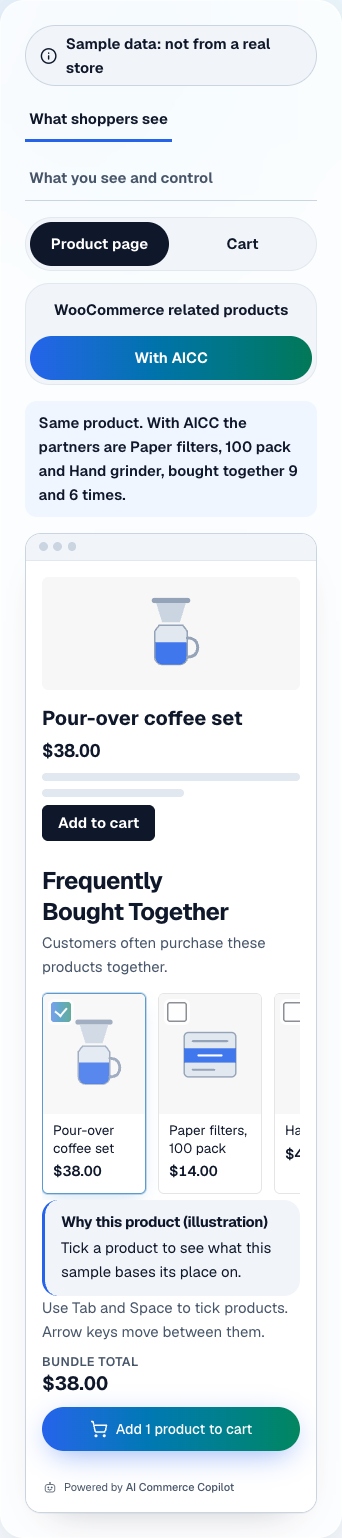 Sample data: not from a real
store
What shoppers see
What you see and control
Product page
Cart
WooCommerce related products
With AICC
Same product. With AICC the
partners are Paper filters, 100 pack
and Hand grinder, bought together 9
and 6 times.
Pour-over coffee set
$38.00
Add to cart
Frequently
Bought Together
Customers often purchase these
products together.
Pour-over
coffee set
$38.00
Paper filters,
100 pack
$14.00
Why this product (illustration)
Tick a product to see what this
sample bases its place on.
Use Tab and Space to tick products.
Arrow keys move between them.
BUNDLE TOTAL
$38.00
Add 1 product to cart
Powered by AI Commerce Copilot